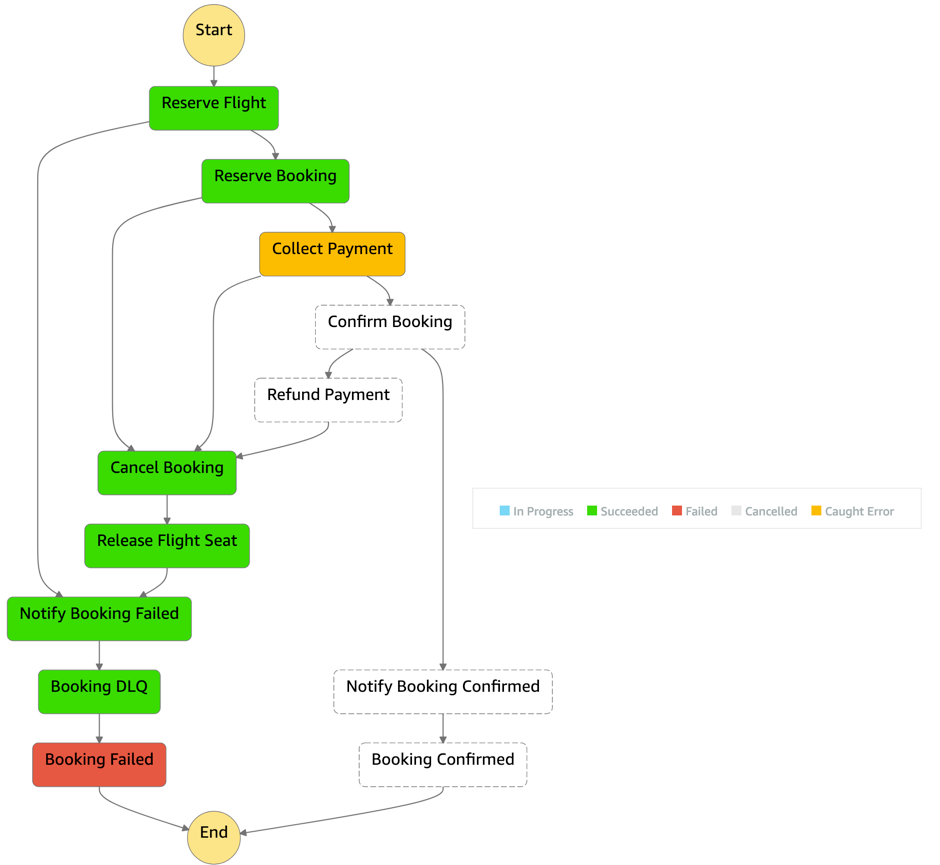 Start
Reserve Flight
Reserve Booking
Collect Payment
Confirm Booking
Refund Payment
Cancel Booking
In Progress Succeeded Failed Cancelled Caught Error
Release Flight Seat
Notify Booking Failed
Booking DLQ
Notify Booking Confirmed
Booking Failed
Booking Confirmed
End